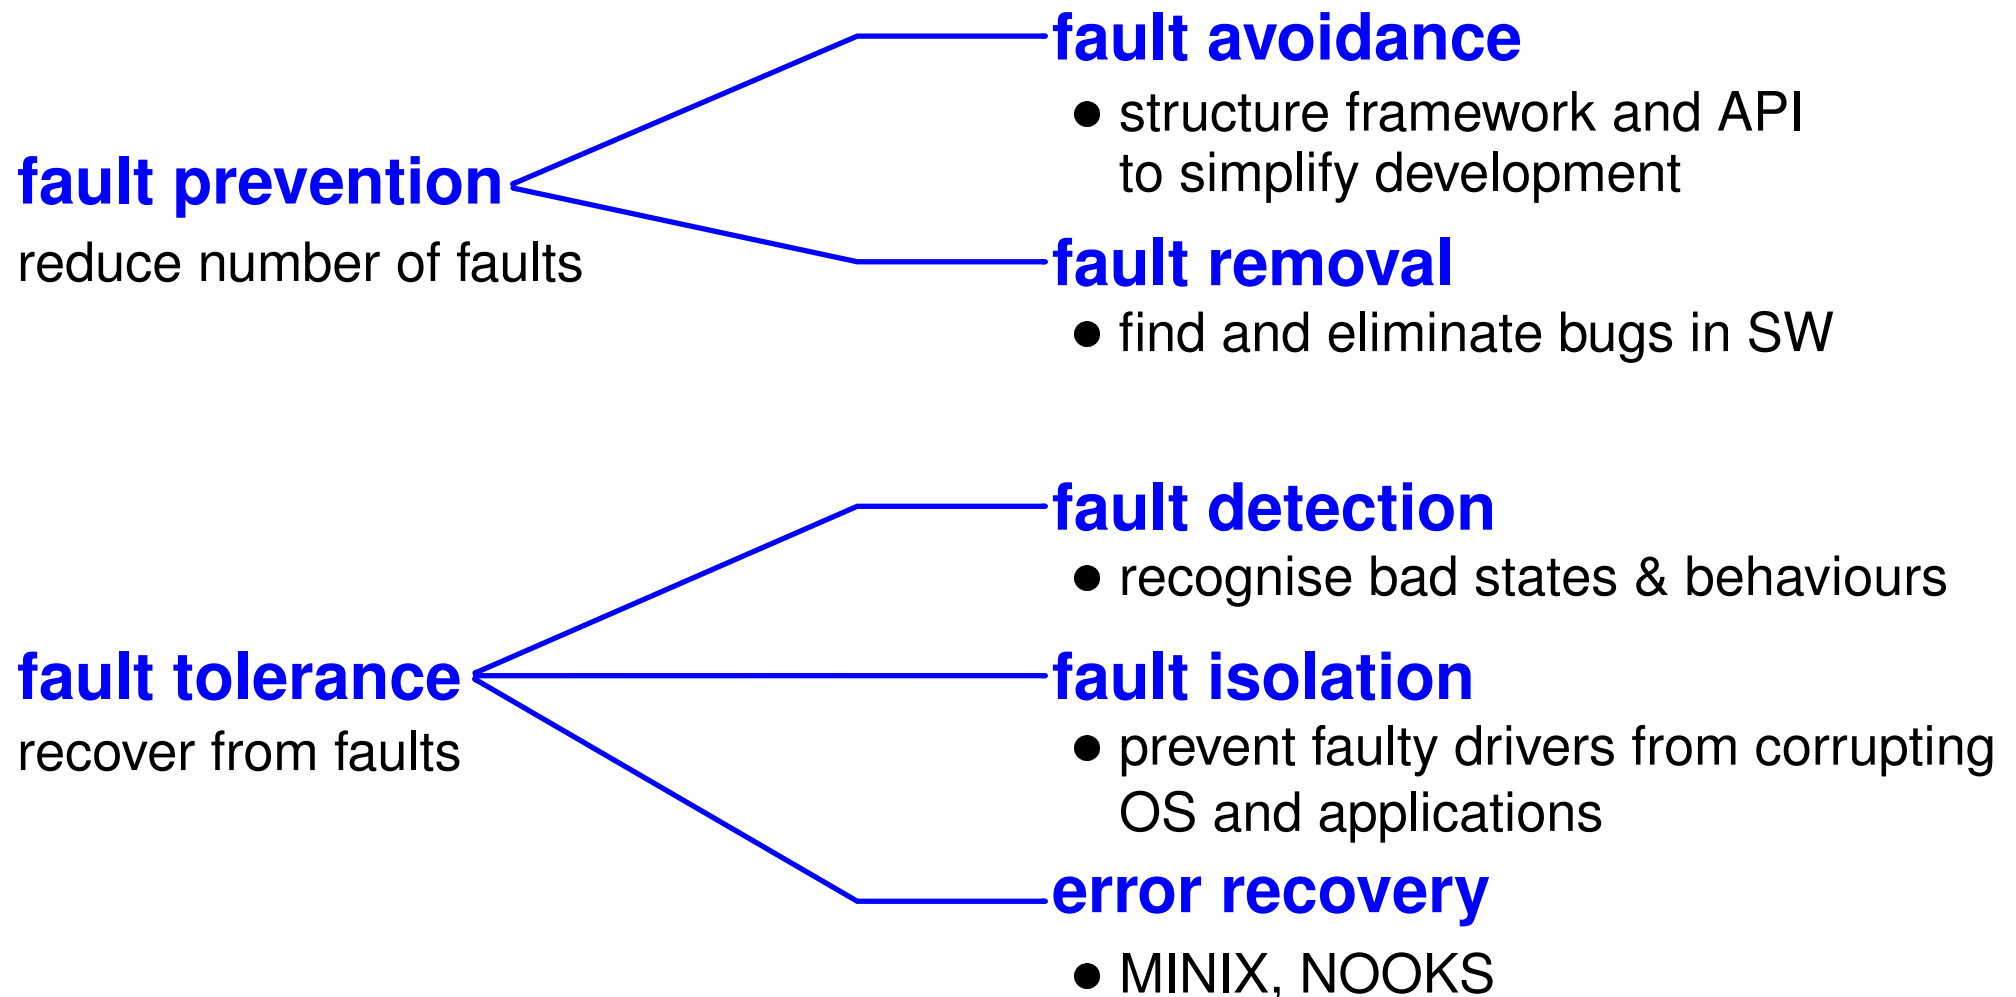 fault prevention
reduce number of faults
fault avoidance
● structure framework and API
to simplify development
fault removal
● find and eliminate bugs in SW
fault tolerance
recover from faults
fault detection
● recognise bad states & behaviours
fault isolation
● prevent faulty drivers from corrupting
OS and applications
error recovery
● MINIX, NOOKS